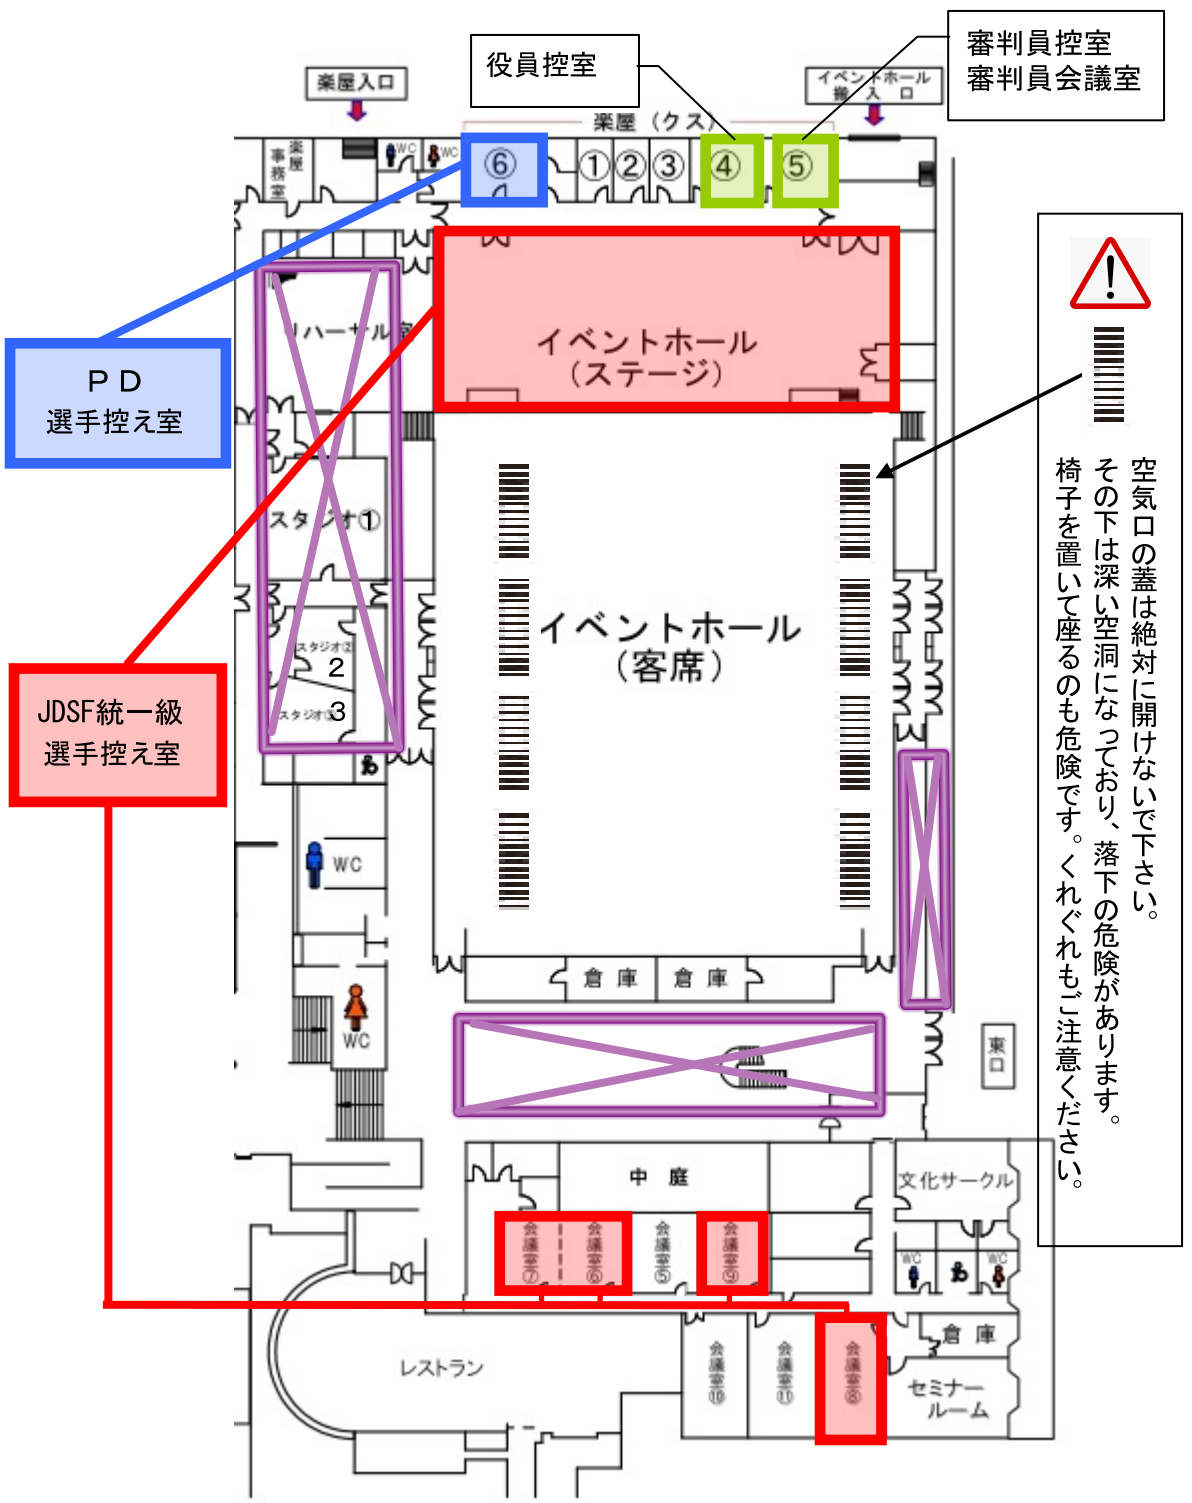 役員控室
審判員控室
審判員会議室
楽屋入口
イベントホール
搬 入 口
楽屋（クス）
楽屋
事務室
WC
WC
⑥
①
②
③
④
⑤
イベントホール
（ステージ）
リハーサル室
ＰＤ
選手控え室
スタジオ①
イベントホール
（客席）
スタジオ②
2
スタジオ③
3
JDSF統一級
選手控え室
空気口の蓋は絶対に開けないで下さい。
その下は深い空洞になっており、落下の危険があります。
椅子を置いて座るのも危険です。くれぐれもご注意ください。
WC
倉庫
倉庫
WC
東口
中庭
文化サークル
会議室⑦
会議室⑥
会議室⑤
会議室⑨
WC
WC
倉庫
レストラン
会議室⑩
会議室⑪
会議室⑧
セミナー
ルーム